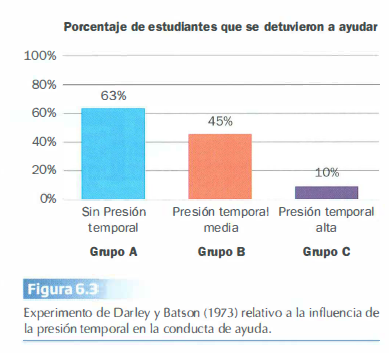 Porcentaje de estudiantes que se detuvieron a ayudar
100%
80%
60%
40%
20%
0%
63%
45%
10%
Sin Presión temporal
Presión temporal media
Presión temporal alta
Grupo A
Grupo B
Grupo C
Figura 6.3
Experimento de Darley y Batson (1973) relativo a la influencia de
la presión temporal en la conducta de ayuda.